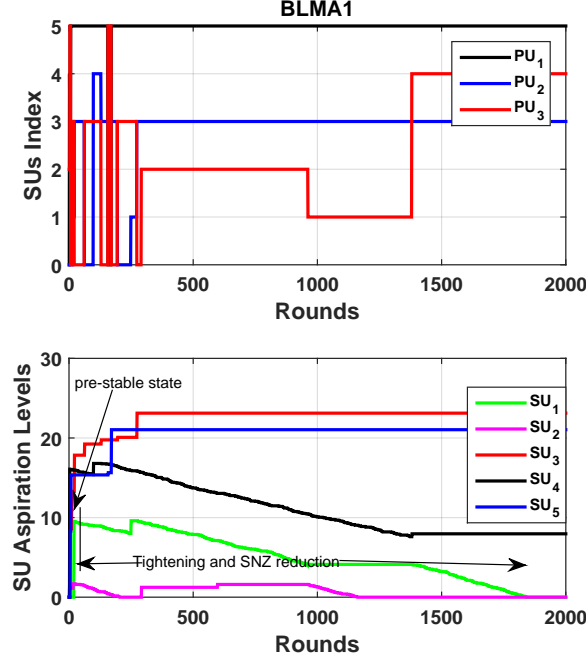 BLMA1
5
4
3
2
1
0
SUs Index
PU1
PU2
PU3
0 500 1000 1500 2000
Rounds
30
20
10
0
SU Aspiration Levels
pre-stable state
Tightening and SNZ reduction
SU1
SU2
SU3
SU4
SU5
0 500 1000 1500 2000
Rounds